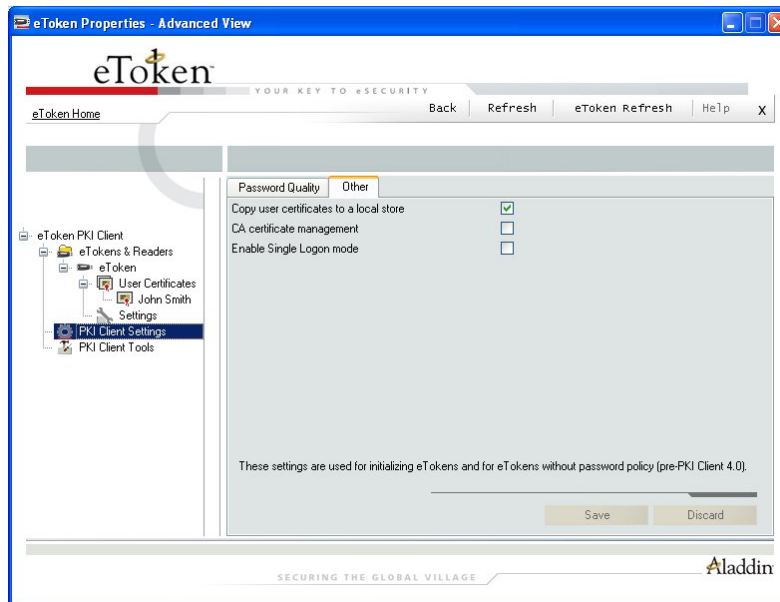 eToken Properties - Advanced View
eToken
YOUR KEY TO eSECURITY
eToken Home
Back
Refresh
eToken Refresh
Help
X
Password Quality
Other
Copy user certificates to a local store
CA certificate management
Enable Single Logon mode
eToken PKI Client
eTokens & Readers
eToken
User Certificates
John Smith
Settings
PKI Client Settings
PKI Client Tools
These settings are used for initializing eTokens and for eTokens without password policy (pre-PKI Client 4.0).
Save
Discard
SECURING THE GLOBAL VILLAGE
Aladdin